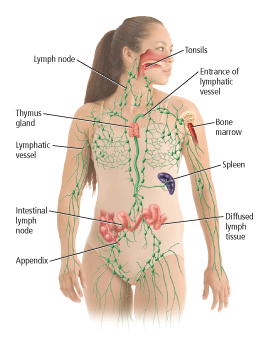 Tonsils
Lymph node
Entrance of
lymphatic
vessel
Thymus
gland
Bone
marrow
Lymphatic
vessel
Spleen
Intestinal
lymph
node
Diffused
lymph
tissue
Appendix